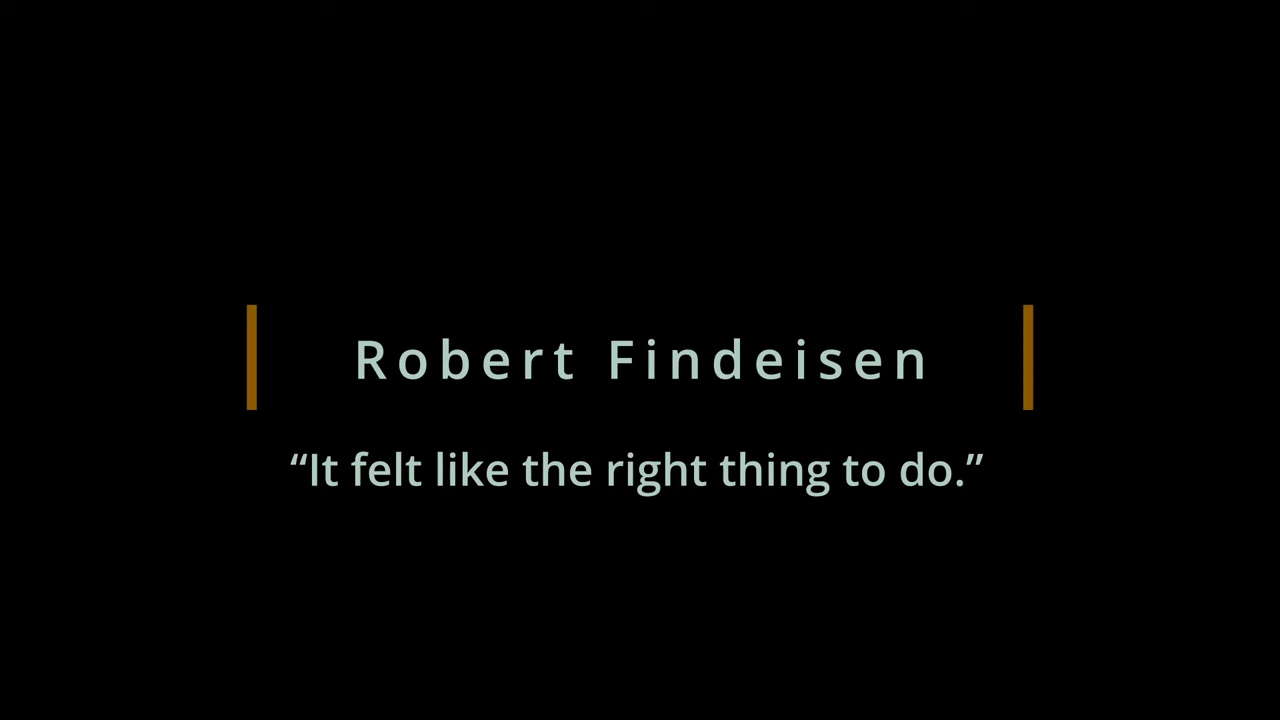 Robert Findeisen
“It felt like the right thing to do.”